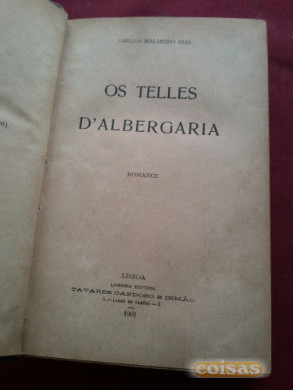 CARLOS MALHEIRO DIAS
OS TELLES
D'ALBERGARIA
ROMANCE
LISBOA
LIVRARIA EDITORA
TAVARES CARDOSO & IRMÃO
1901
coisas